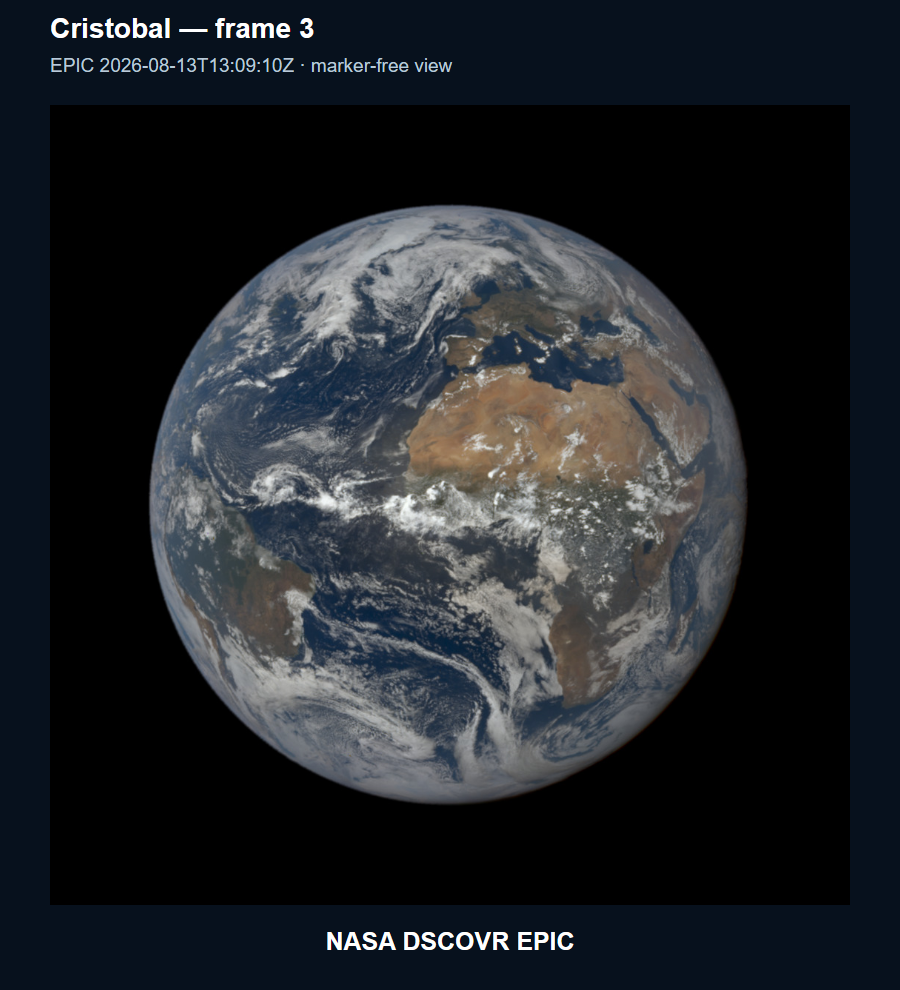 Cristobal — frame 3
EPIC 2026-08-13T13:09:10Z · marker-free view
NASA DSCOVR EPIC